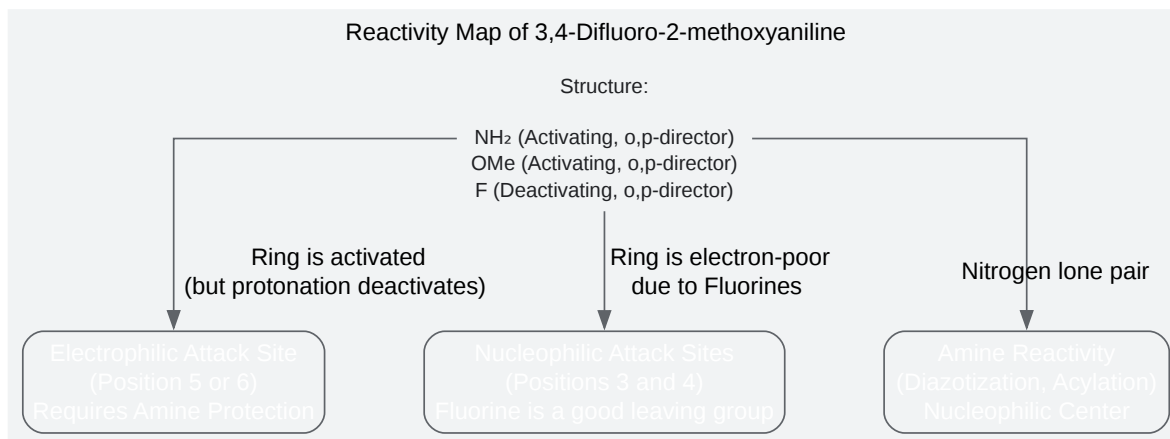 Reactivity Map of 3,4-Difluoro-2-methoxyaniline
Structure:
NH₂ (Activating, o,p-director)
OMe (Activating, o,p-director)
F (Deactivating, o,p-director)
Ring is activated
(but protonation deactivates)
Ring is electron-poor
due to Fluorines
Nitrogen lone pair
Electrophilic Attack Site
(Position 5 or 6)
Requires Amine Protection
Nucleophilic Attack Sites
(Positions 3 and 4)
Fluorine is a good leaving group
Amine Reactivity
(Diazotization, Acylation)
Nucleophilic Center